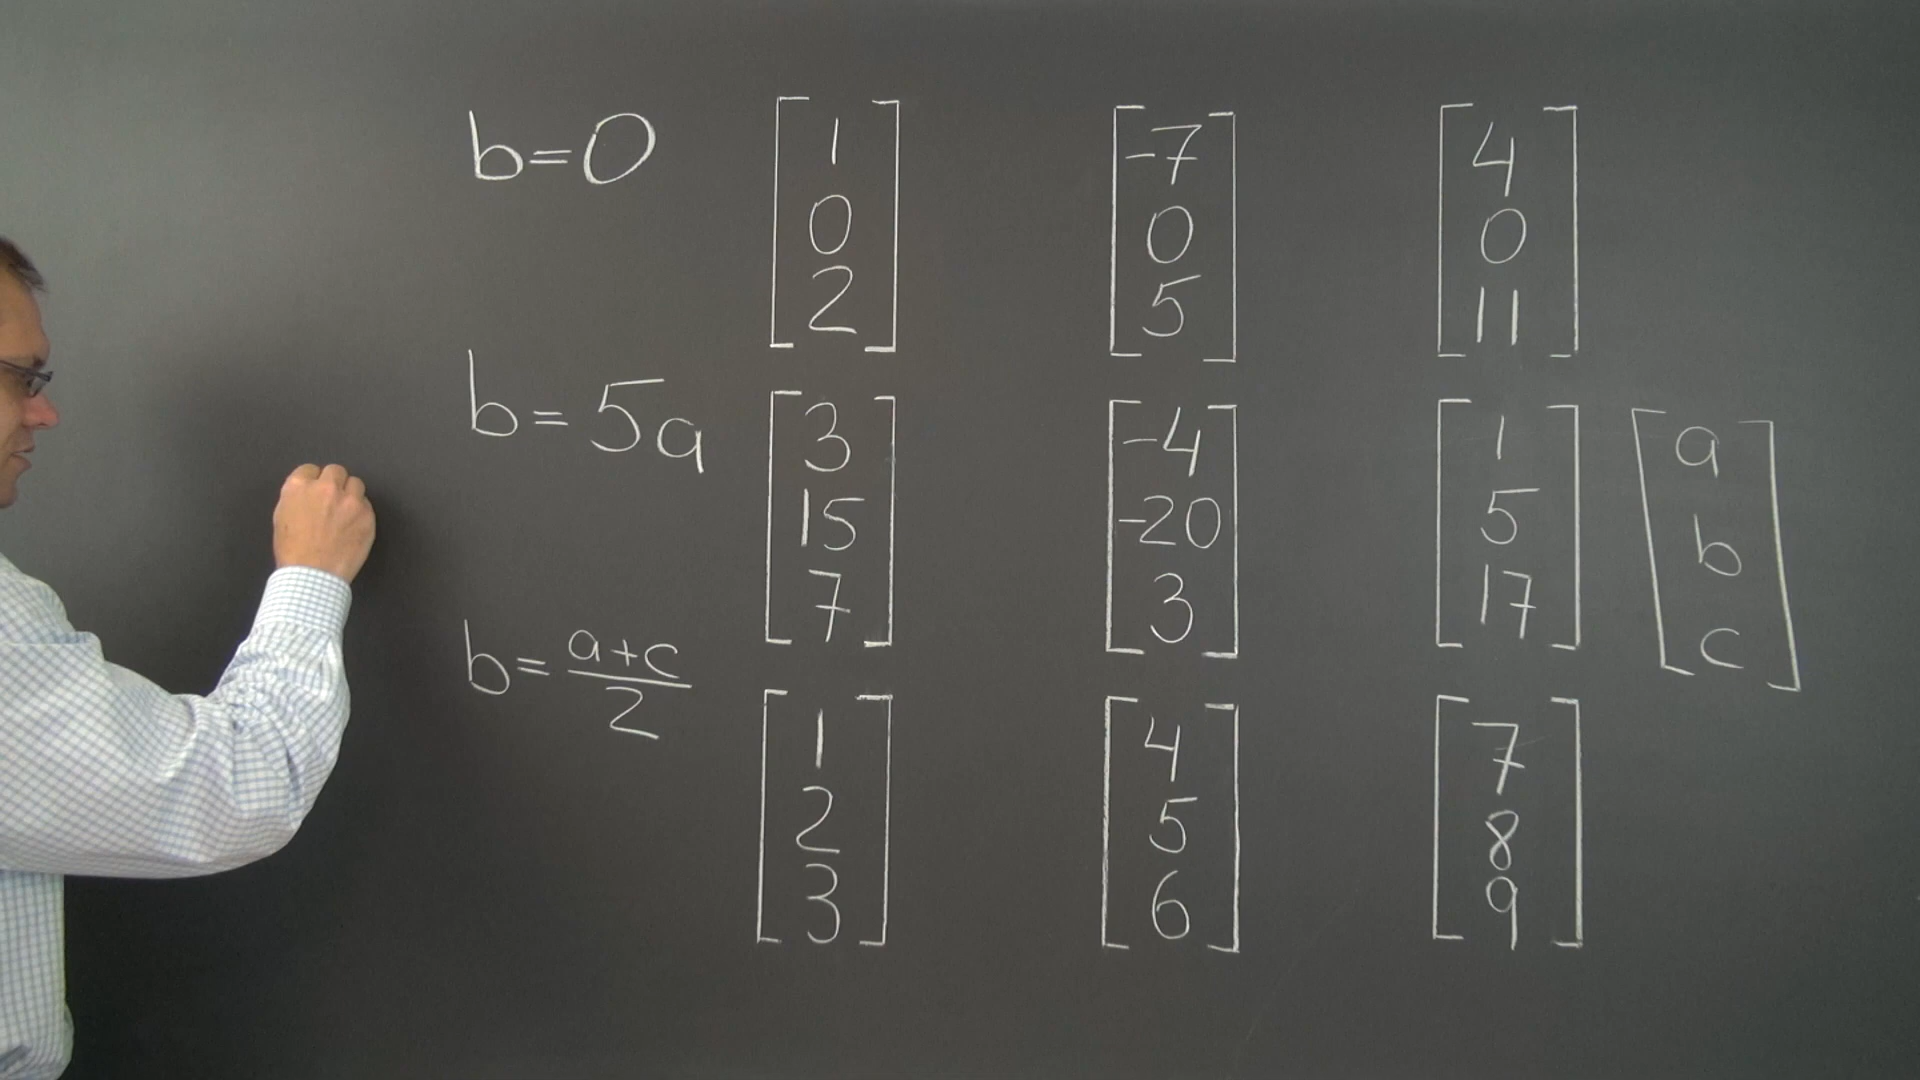 b=0 [1 0 2] [-7 0 5] [4 0 11]
b=5a [3 15 7] [-4 -20 3] [1 5 17] [a b c]
b=(a+c)/2 [1 2 3] [4 5 6] [7 8 9]